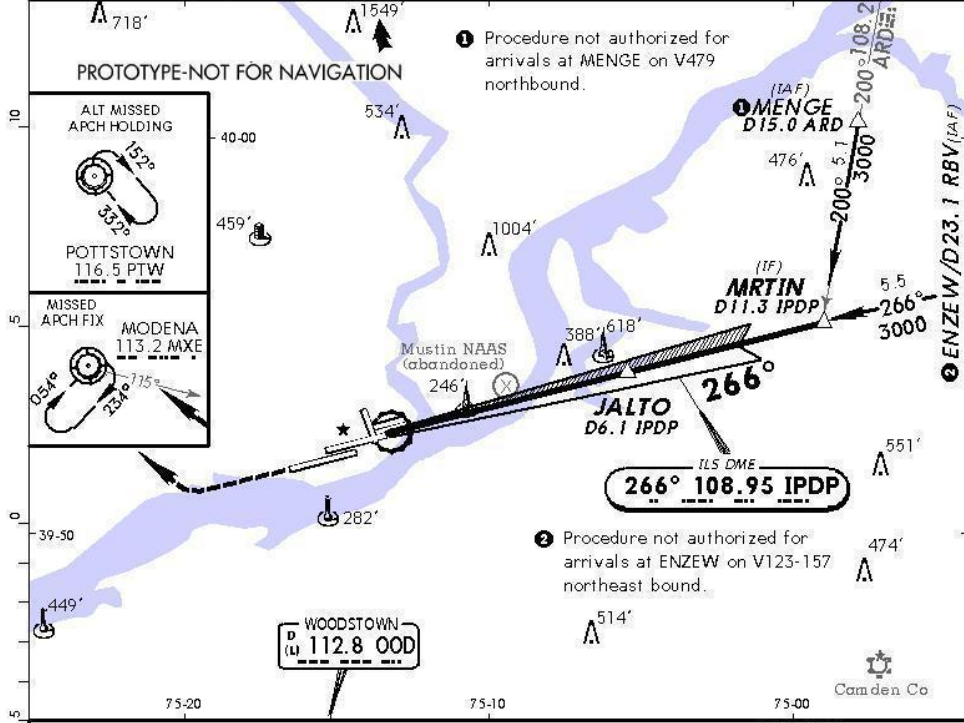 718'
1549'
❶ Procedure not authorized for
arrivals at MENGE on V479
northbound.
200° 108.2
ARD
PROTOTYPE-NOT FOR NAVIGATION
10
ALT MISSED
APCH HOLDING
152°
332°
POTTSTOWN
116.5 PTW
40-00
534'
(IAF)
❶MENGE
D15.0 ARD
476'
200° 5.1
3000
459'
1004'
❷ ENZEW/D23.1 RBV(IAF)
(IF)
MRTIN
D11.3 IPDP
5.5
266°
3000
5
MISSED
APCH FIX
MODENA
113.2 MXE
115°
054°
234°
Mustin NAAS
(abandoned)
X
246'
388'
618'
266°
JALTO
D6.1 IPDP
ILS DME
266° 108.95 IPDP
551'
0
39-50
282'
❷ Procedure not authorized for
arrivals at ENZEW on V123-157
northeast bound.
474'
449'
514'
WOODSTOWN
D
(L) 112.8 OOD
Camden Co
5
75-20
75-10
75-00